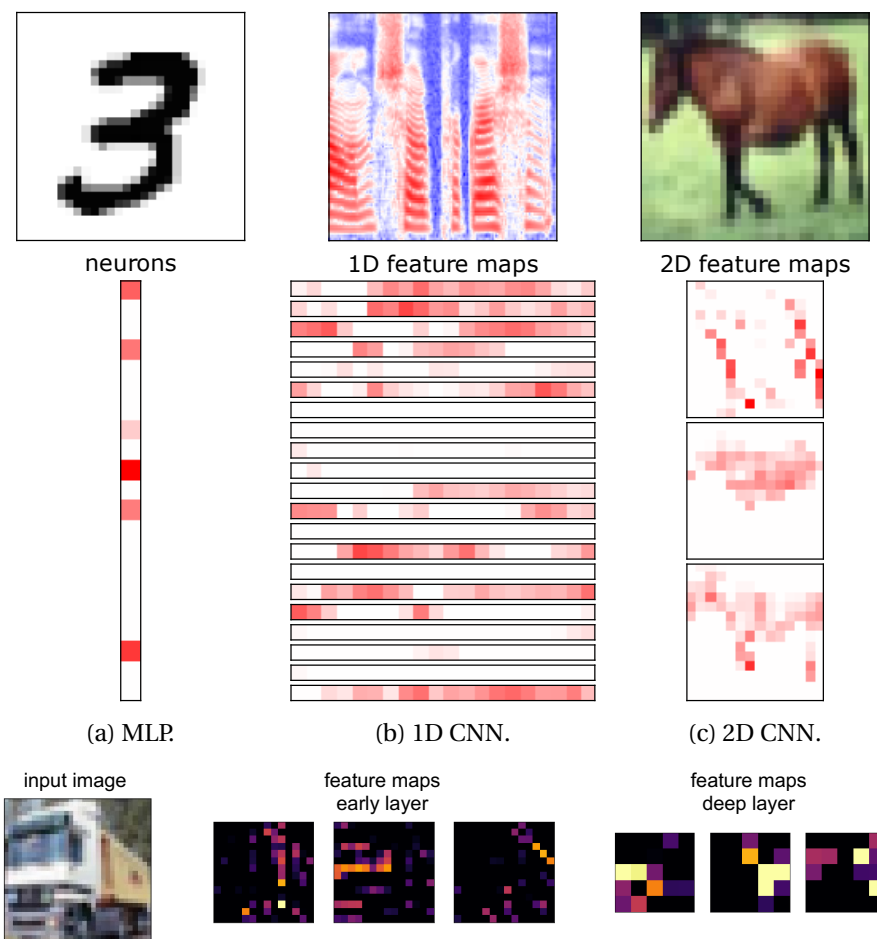 3
neurons
1D feature maps
2D feature maps
(a) MLP.
(b) 1D CNN.
(c) 2D CNN.
input image
feature maps
early layer
feature maps
deep layer